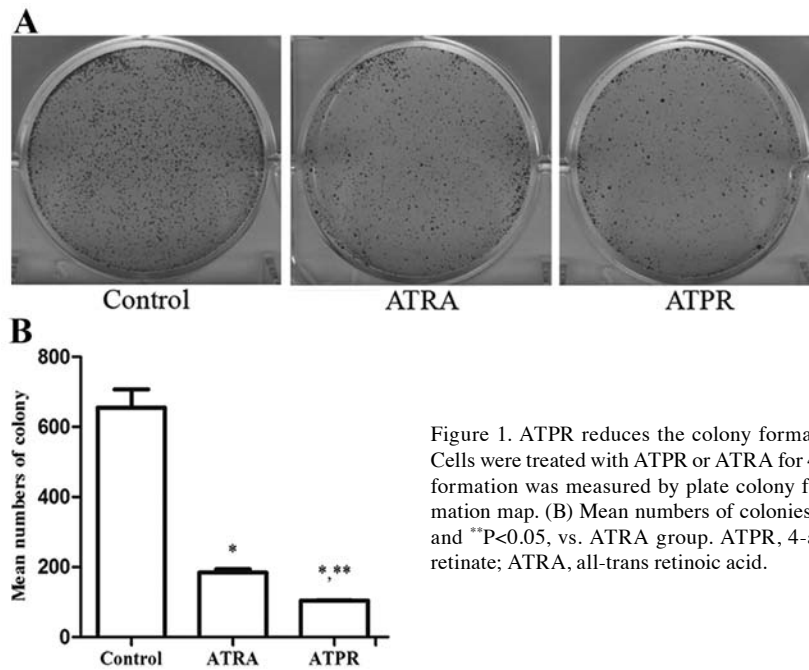 A
Control
ATRA
ATPR
B
Mean numbers of colony
800
600
400
200
0
*
*,**
Control
ATRA
ATPR
Figure 1. ATPR reduces the colony forma
Cells were treated with ATPR or ATRA for
formation was measured by plate colony f
mation map. (B) Mean numbers of colonies
and **P<0.05, vs. ATRA group. ATPR, 4-a
retinate; ATRA, all-trans retinoic acid.